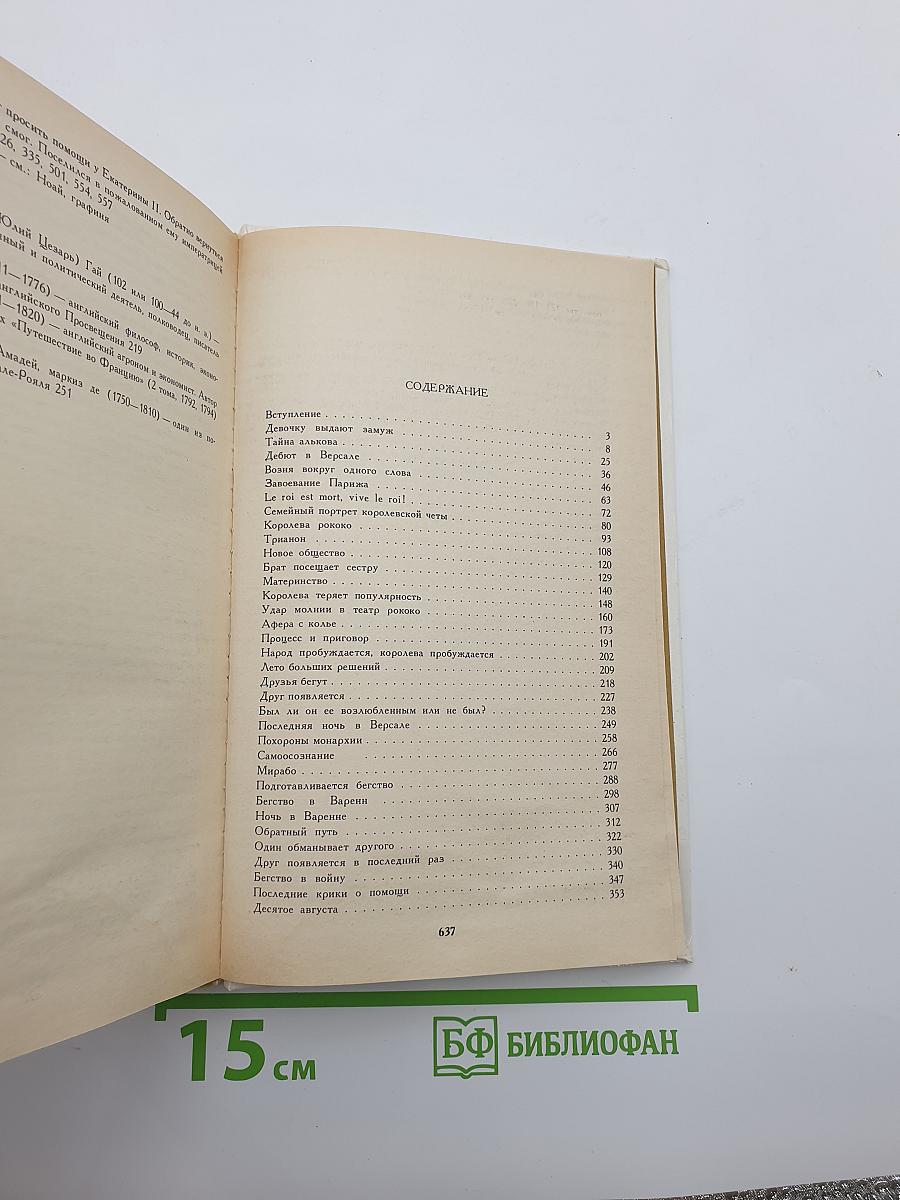 просить помощи у Екатерины II. Обратно вернуться
смог. Поселился в пожалованном ему императрицей
26, 335, 501, 554, 557
— см.: Ноай, графиня
Юлий Цезарь) Гай (102 или 100—44 до н. э.) —
ный и политический деятель, полководец, писатель
11—1776) — английский философ, историк, эконо-
английского Просвещения 219
1—1820) — английский агроном и экономист. Автор
х «Путешествие во Францию» (2 тома, 1792, 1794)
Амадей, маркиз де (1750—1810) — один из по-
але-Рояля 251
СОДЕРЖАНИЕ
Вступление . . . 3
Девочку выдают замуж . . . 8
Тайна алькова . . . 25
Дебют в Версале . . . 36
Возня вокруг одного слова . . . 46
Завоевание Парижа . . . 63
Le roi est mort, vive le roi! . . . 72
Семейный портрет королевской четы . . . 80
Королева рококо . . . 93
Трианон . . . 108
Новое общество . . . 120
Брат посещает сестру . . . 129
Материнство . . . 140
Королева теряет популярность . . . 148
Удар молнии в театр рококо . . . 160
Афера с колье . . . 173
Процесс и приговор . . . 191
Народ пробуждается, королева пробуждается . . . 202
Лето больших решений . . . 209
Друзья бегут . . . 218
Друг появляется . . . 227
Был ли он ее возлюбленным или не был? . . . 238
Последняя ночь в Версале . . . 249
Похороны монархии . . . 258
Самоосознание . . . 266
Мирабо . . . 277
Подготавливается бегство . . . 288
Бегство в Варенн . . . 298
Ночь в Варенне . . . 307
Обратный путь . . . 312
Один обманывает другого . . . 322
Друг появляется в последний раз . . . 330
Бегство в войну . . . 340
Последние крики о помощи . . . 347
Десятое августа . . . 353
637
15 см
БФ БИБЛИОФАН